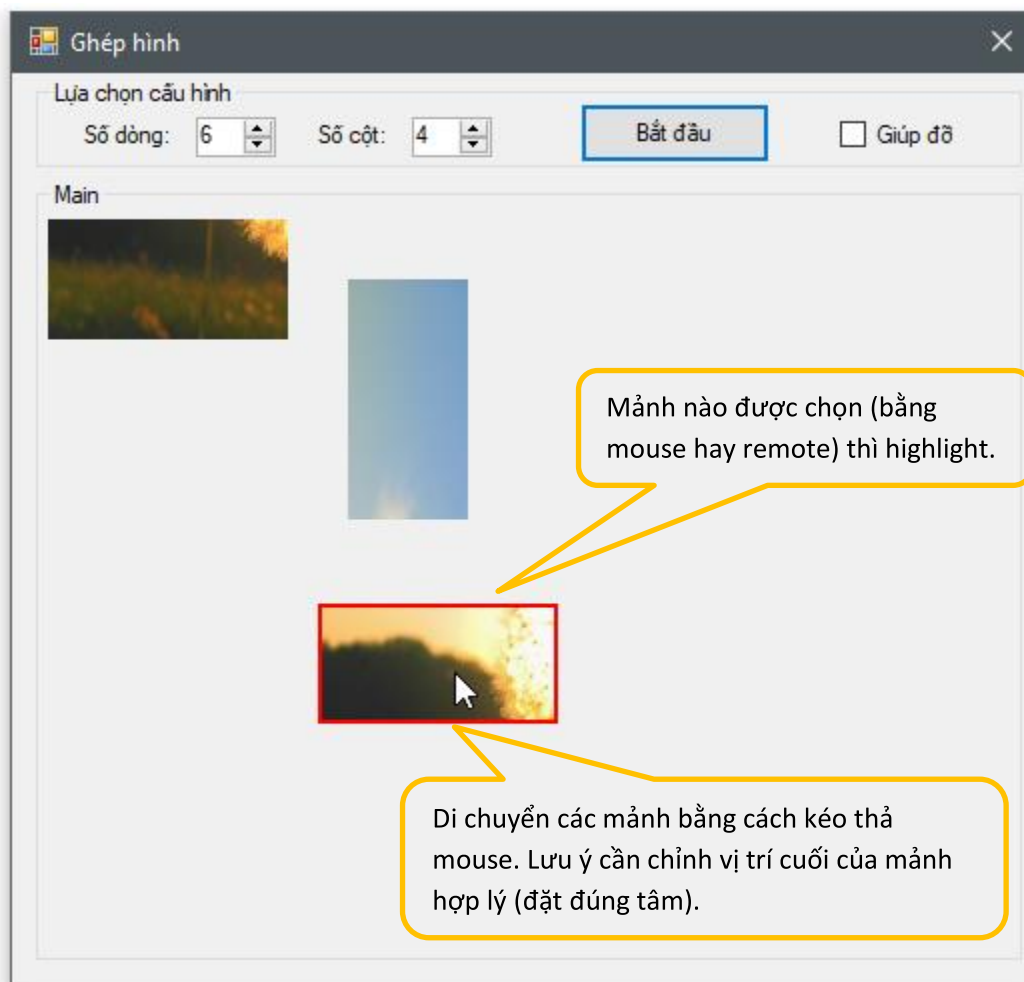 Ghép hình
Lựa chọn cấu hình
Số dòng: 6 Số cột: 4 Bắt đầu Giúp đỡ
Main
Mảnh nào được chọn (bằng
mouse hay remote) thì highlight.
Di chuyển các mảnh bằng cách kéo thả
mouse. Lưu ý cần chỉnh vị trí cuối của mảnh
hợp lý (đặt đúng tâm).